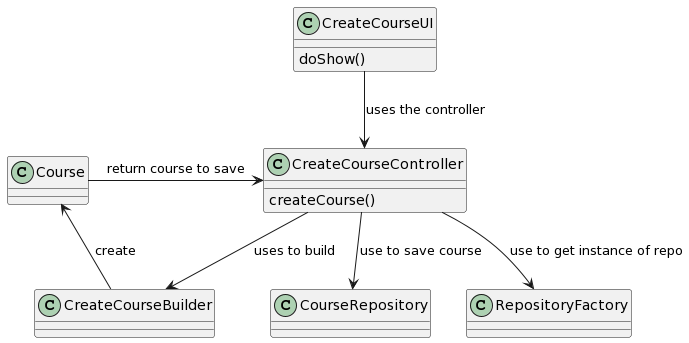 C CreateCourseUI
doShow()
uses the controller
C Course
return course to save
C CreateCourseController
createCourse()
create
uses to build
use to save course
use to get instance of repo
C CreateCourseBuilder
C CourseRepository
C RepositoryFactory